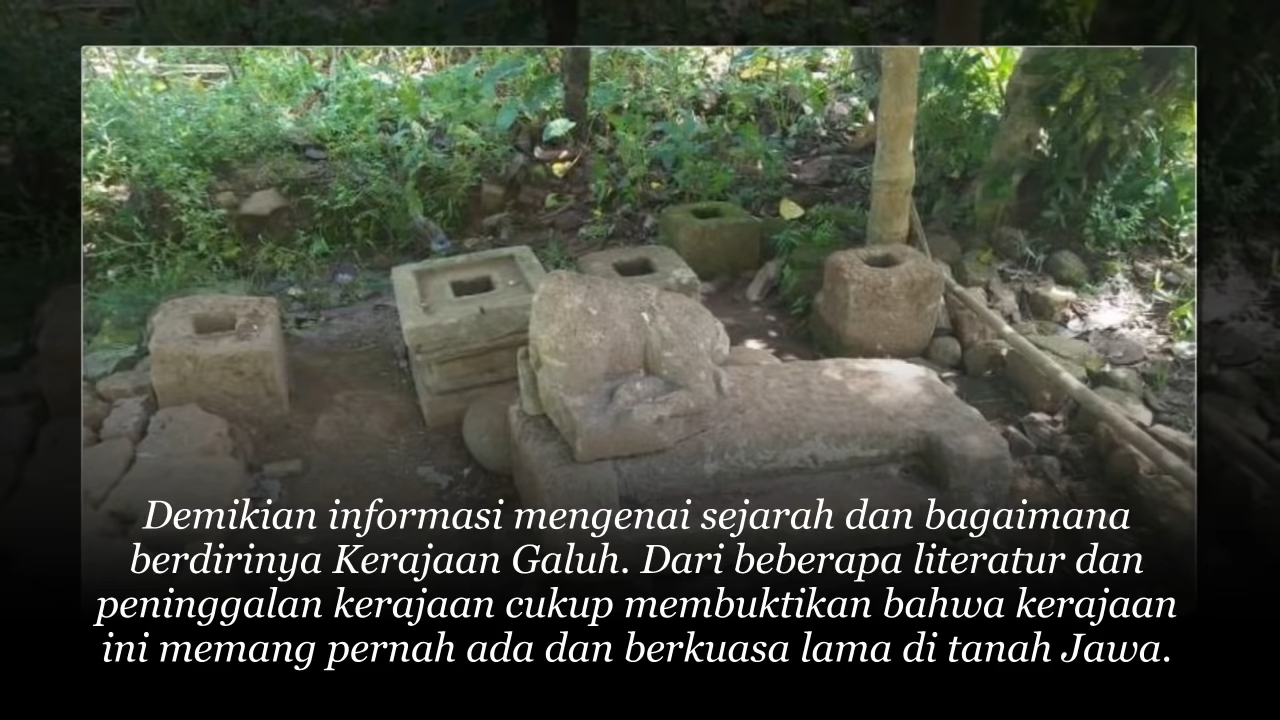 Demikian informasi mengenai sejarah dan bagaimana
berdirinya Kerajaan Galuh. Dari beberapa literatur dan
peninggalan kerajaan cukup membuktikan bahwa kerajaan
ini memang pernah ada dan berkuasa lama di tanah Jawa.